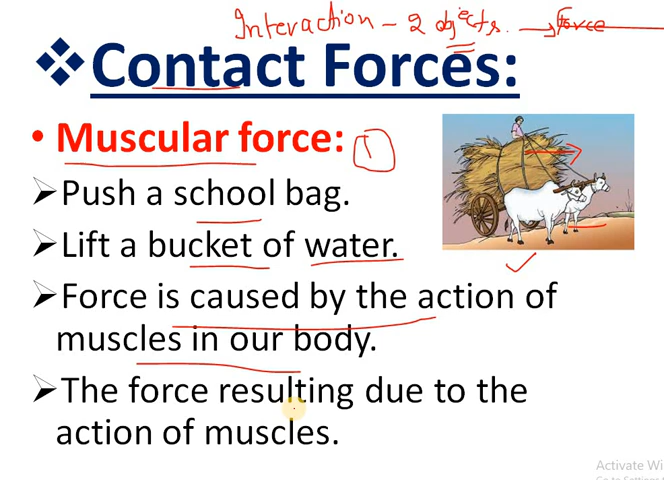 Interaction - 2 objects. → Force
❖Contact Forces:
• Muscular force: 1
➢Push a school bag.
➢Lift a bucket of water.
➢Force is caused by the action of
muscles in our body.
➢The force resulting due to the
action of muscles.
Activate Wi